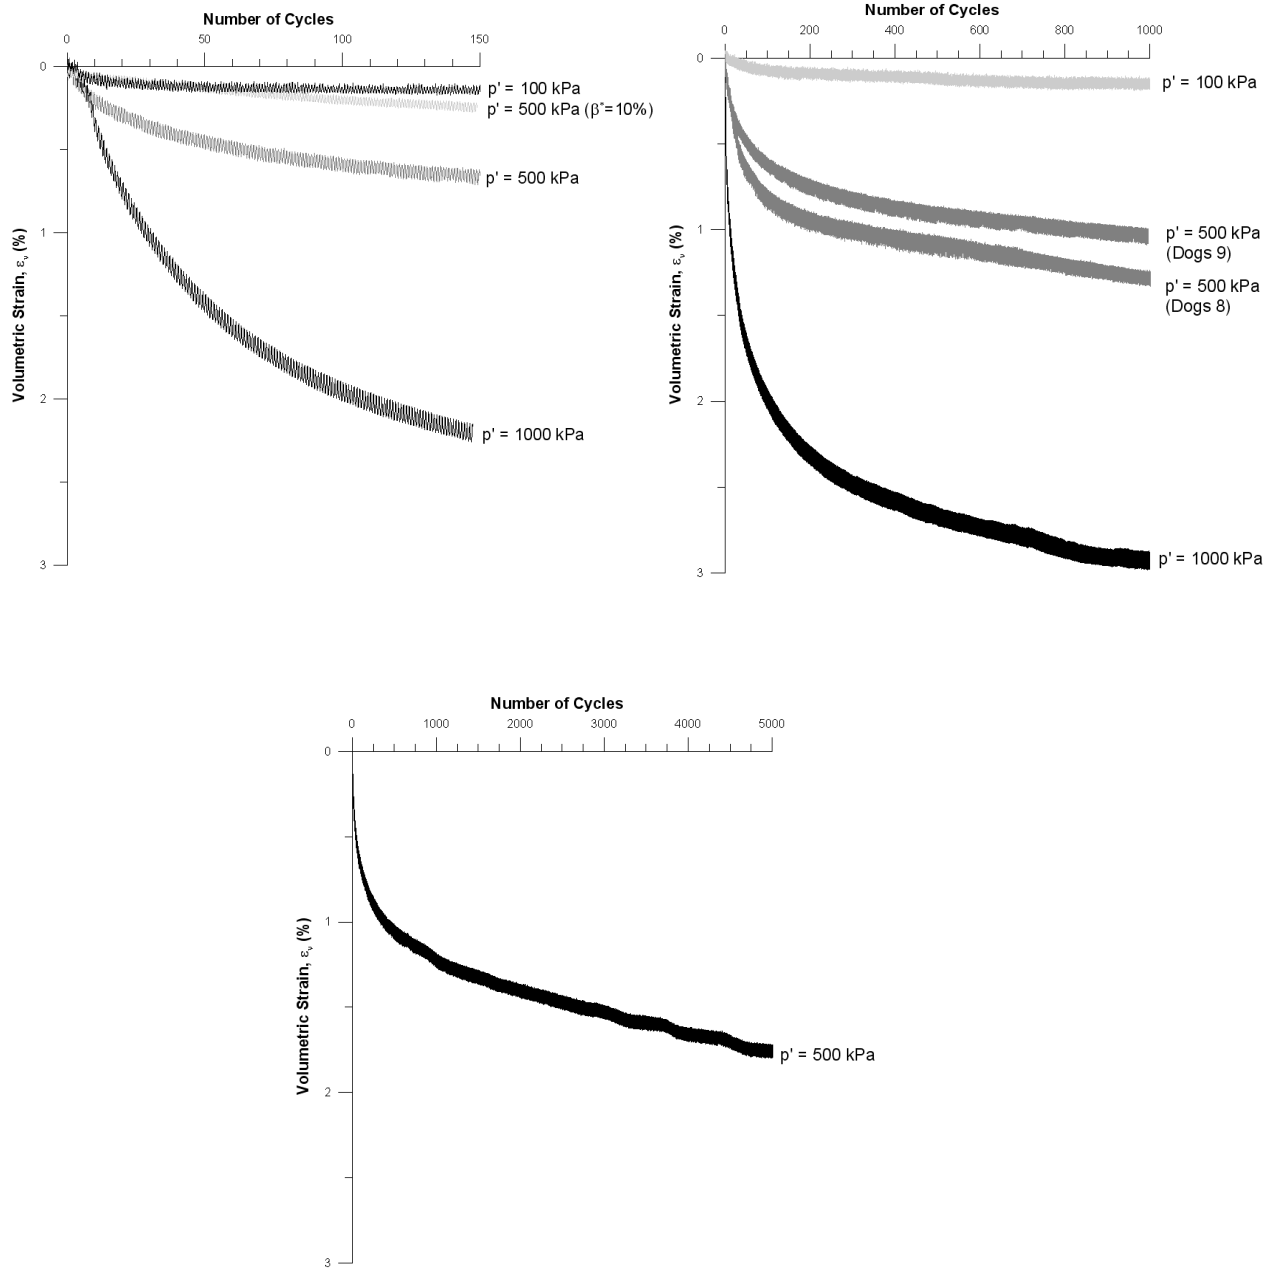 Number of Cycles
0 50 100 150
0
1
2
3
Volumetric Strain, εᵥ (%)
p' = 100 kPa
p' = 500 kPa (β*=10%)
p' = 500 kPa
p' = 1000 kPa
Number of Cycles
0 200 400 600 800 1000
0
1
2
3
Volumetric Strain, εᵥ (%)
p' = 100 kPa
p' = 500 kPa
(Dogs 9)
p' = 500 kPa
(Dogs 8)
p' = 1000 kPa
Number of Cycles
0 1000 2000 3000 4000 5000
0
1
2
3
Volumetric Strain, εᵥ (%)
p' = 500 kPa